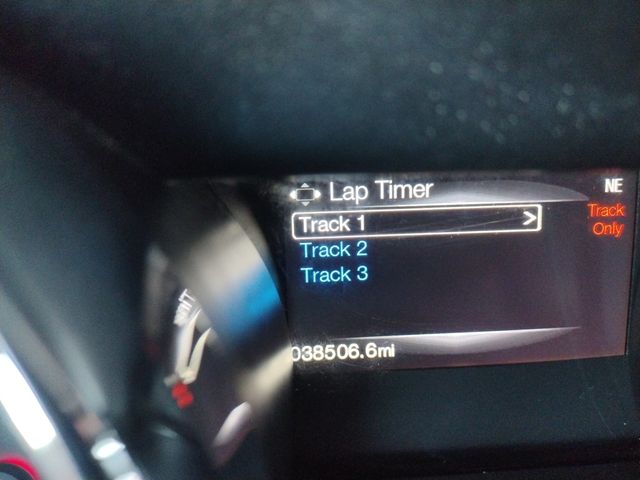 Lap Timer
NE
Track 1 >
Track Only
Track 2
Track 3
038506.6mi